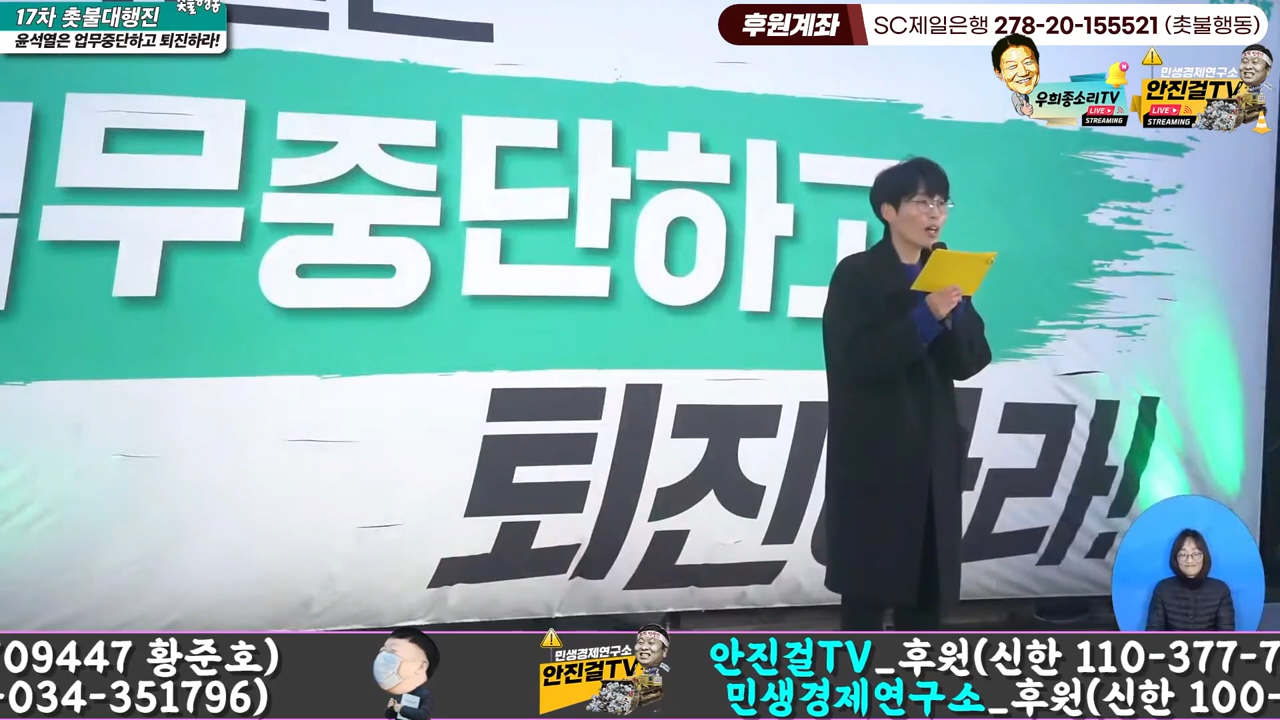 17차 촛불대행진
윤석열은 업무중단하고 퇴진하라!
후원계좌 SC제일은행 278-20-155521 (촛불행동)
우희종소리TV
LIVE
STREAMING
민생경제연구소
안진걸TV
LIVE
STREAMING
무중단하고
퇴진하라!
09447 황준호)
-034-351796)
민생경제연구소
안진걸TV
안진걸TV_후원(신한 110-377-7
민생경제연구소_후원(신한 100-